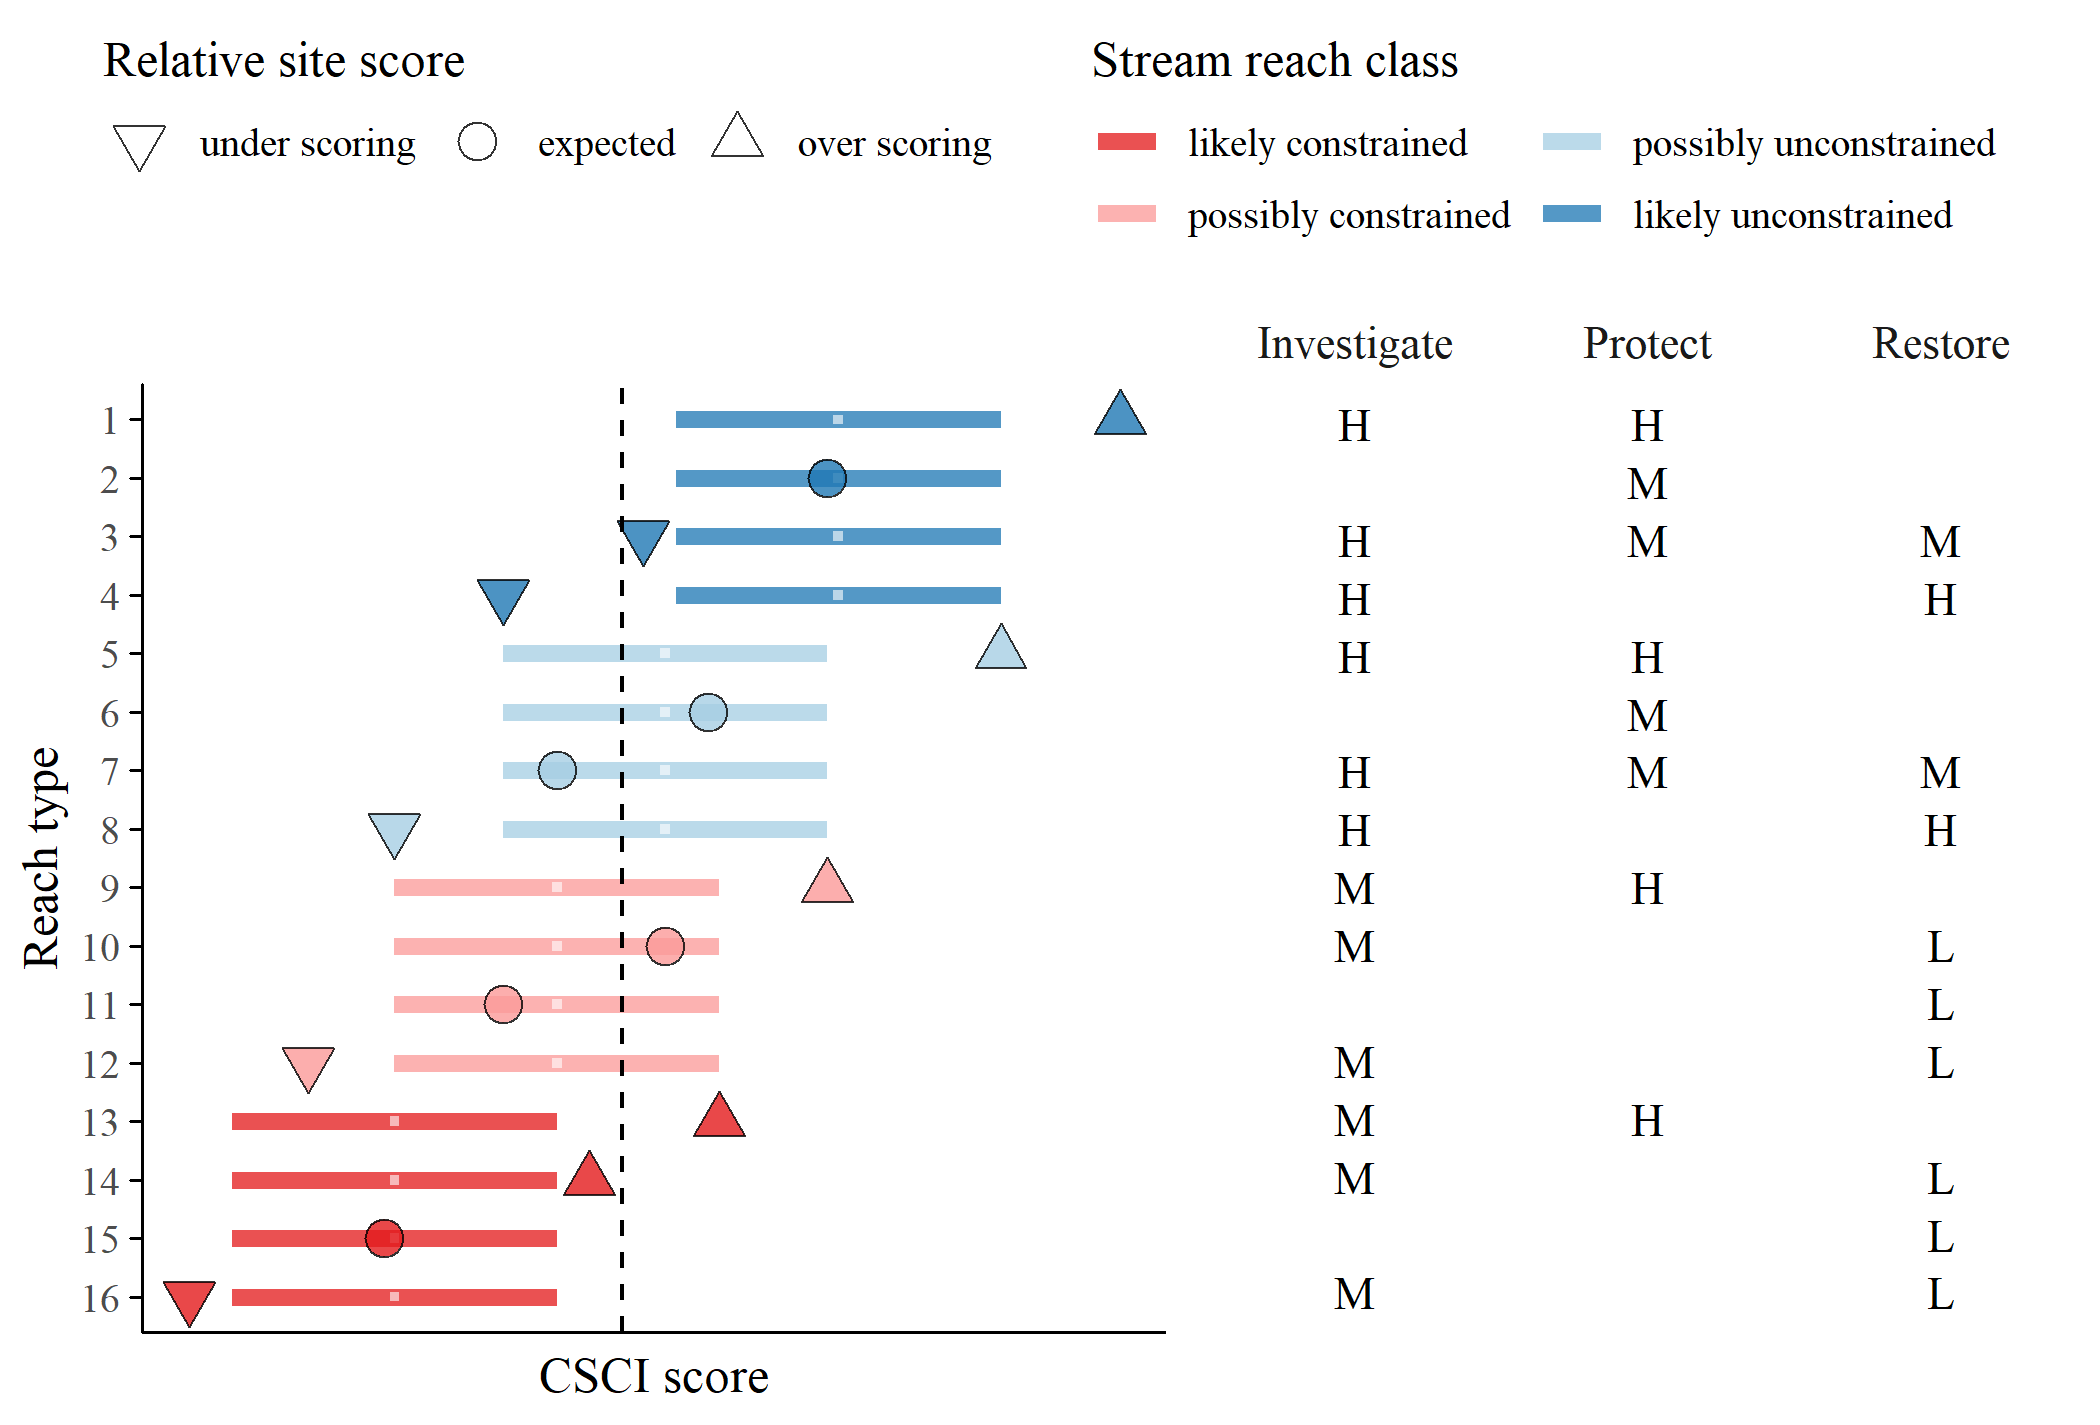 Relative site score
under scoring expected over scoring
Stream reach class
likely constrained possibly unconstrained
possibly constrained likely unconstrained
Investigate Protect Restore
1 H H
2 M
3 H M M
4 H H
5 H H
6 M
7 H M M
8 H H
9 M H
10 M L
11 L
12 M L
13 M H
14 M L
15 L
16 M L
Reach type
CSCI score